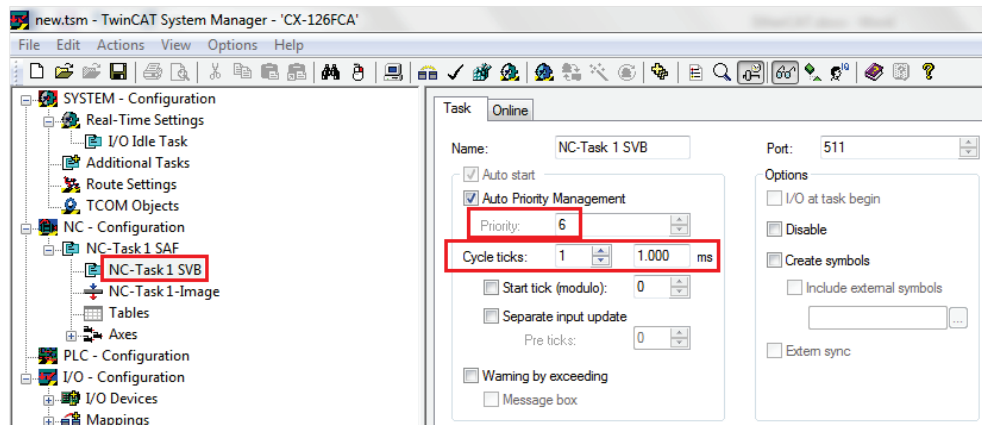 new.tsm - TwinCAT System Manager - 'CX-126FCA'
File Edit Actions View Options Help
SYSTEM - Configuration
Real-Time Settings
I/O Idle Task
Additional Tasks
Route Settings
TCOM Objects
NC - Configuration
NC-Task 1 SAF
NC-Task 1 SVB
NC-Task 1-Image
Tables
Axes
PLC - Configuration
I/O - Configuration
I/O Devices
Mappings
Task Online
Name: NC-Task 1 SVB
Auto start
Auto Priority Management
Priority: 6
Cycle ticks: 1 1.000 ms
Start tick (modulo): 0
Separate input update
Pre ticks: 0
Warning by exceeding
Message box
Port: 511
Options
I/O at task begin
Disable
Create symbols
Include external symbols
...
Extern sync